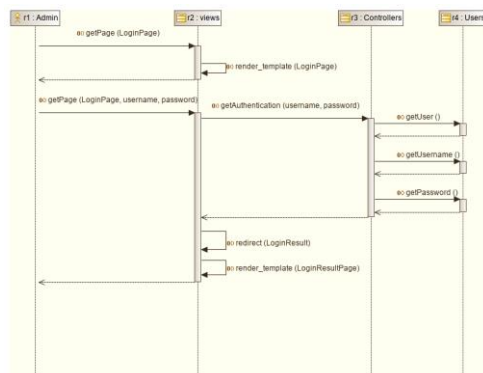 r1 : Admin
r2 : views
r3 : Controllers
r4 : Users
getPage (LoginPage)
render_template (LoginPage)
getPage (LoginPage, username, password)
getAuthentication (username, password)
getUser ()
getUsername ()
getPassword ()
redirect (LoginResult)
render_template (LoginResultPage)